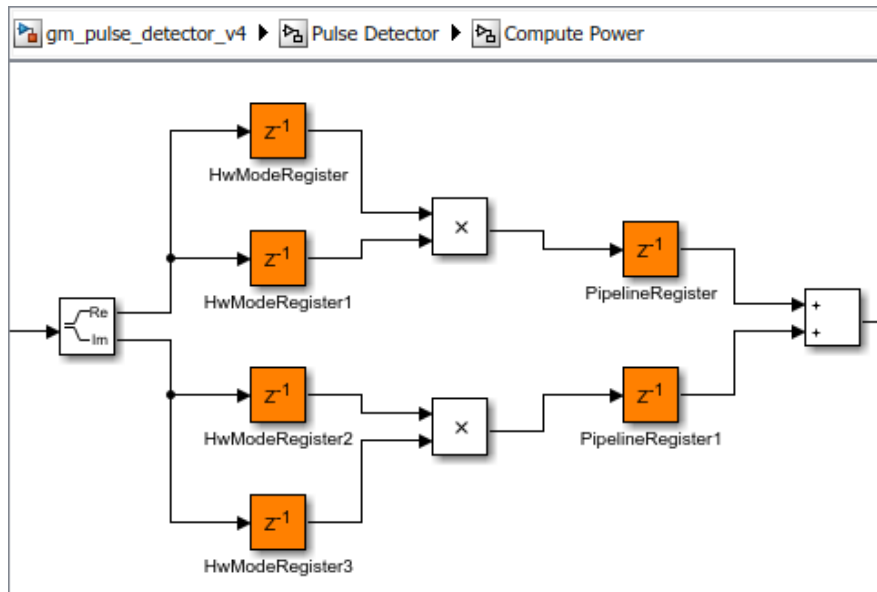 gm_pulse_detector_v4 ▶ Pulse Detector ▶ Compute Power
z-1
HwModeRegister
×
z-1
HwModeRegister1
z-1
PipelineRegister
Re
Im
+
+
z-1
HwModeRegister2
×
z-1
PipelineRegister1
z-1
HwModeRegister3